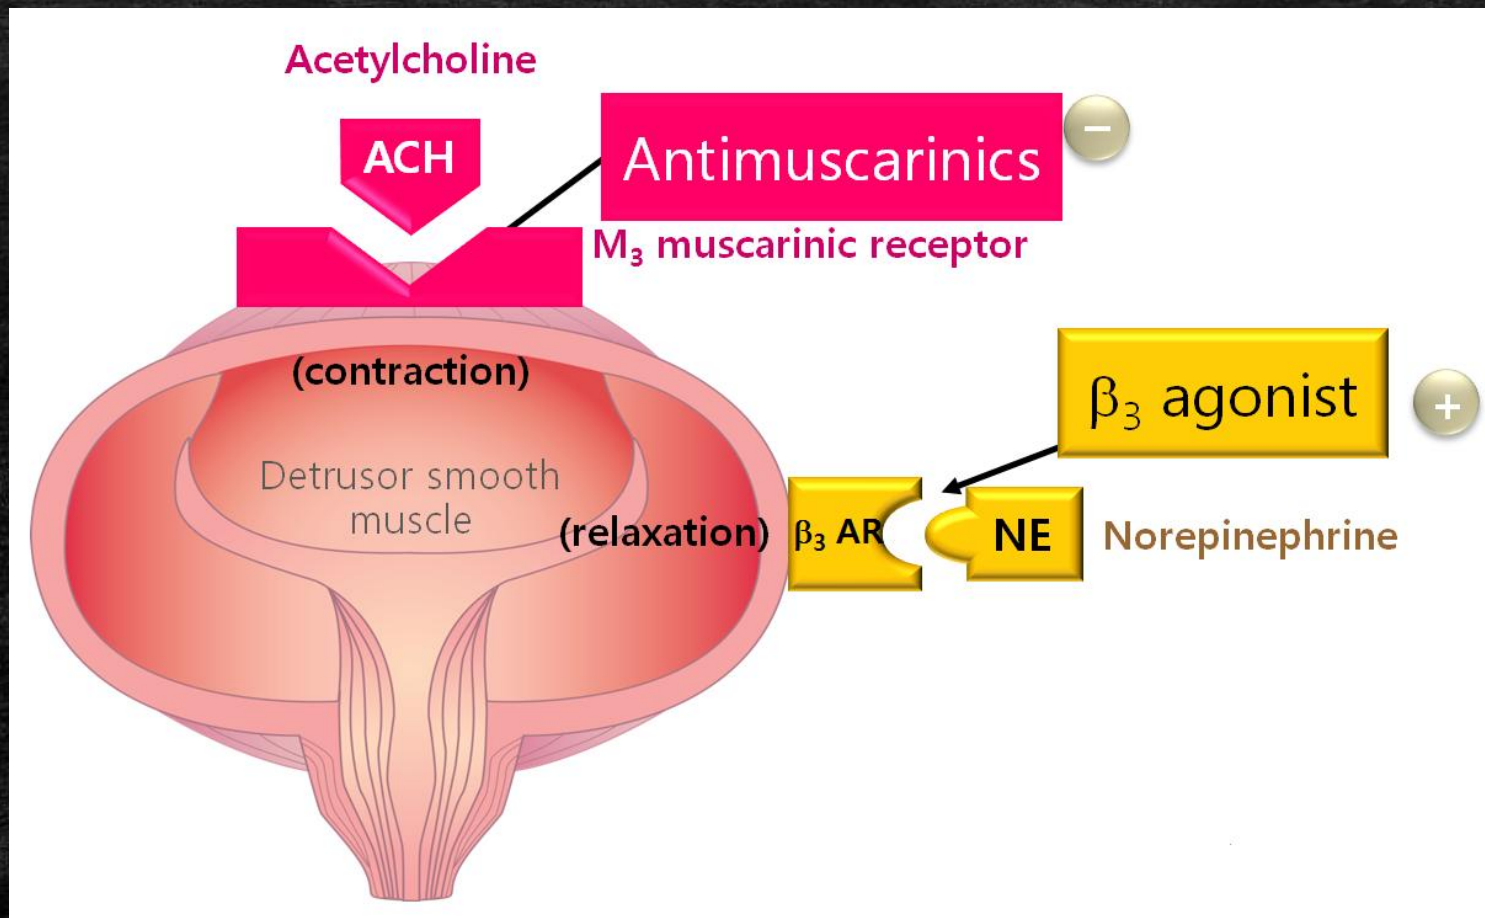 Acetylcholine
ACH
Antimuscarinics
−
M₃ muscarinic receptor
(contraction)
β₃ agonist
+
Detrusor smooth
muscle
(relaxation)
β₃ AR
NE
Norepinephrine